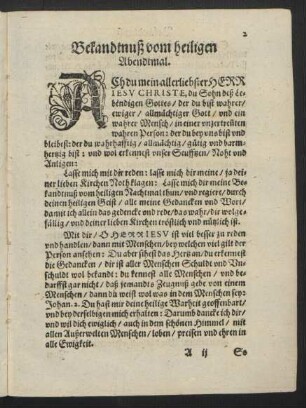 2
Bekandtnuß vom heiligen
Abendtmal.
ACh du mein allerliebster HERR
IESV CHRISTE, du Sohn deß Le-
bendigen Gottes / der du bist wahrer /
ewiger / allmächtiger Gott / vnd ein
wahrer Mensch / in einer vnzertrelten
wahren Person: der du bey vns bist vnd
bleibest: der du wahrhafftig / allmächtig / gütig vnd barm-
hertzig bist: vnd wol erkennest vnser Seufftzen / Noht vnd
Anligen:
Lasse mich mit dir reden: lasse mich dir meine / ja dei-
ner lieben Kirchen Noth klagen: Lasse mich dir meine Be-
kandtnuß vom heiligen Nachtmal thun / vnd regier / durch
deinen heiligen Geist / alle meine Gedancken vnd Wort /
damit ich allein das gedencke vnd rede / das wahr / dir wolge-
fällig / vnd deiner lieben Kirchen tröstlich vnd nützlich ist.
Mit dir / O HERR IESV ist viel besser zu reden
vnd handlen / dann mit Menschen / bey welchen viel gilt der
Person ansehen: Du aber sihest das Hertz an / du erkennest
die Gedancken / dir ist aller Menschen Schuldt vnd Vn-
schuldt wol bekandt: du kennest alle Menschen / vnd be-
darffst gar nicht / daß jemandts Zeugnuß gebe von einem
Menschen / dann du weist wol was in dem Menschen sey:
Johan. 2. Du hast mir deine heilige Warheit geoffenbart /
vnd bey derselbigen mich erhalten: Darumb dancke ich dir /
vnd wil dich ewiglich / auch in dem schönen Himmel / mit
allen Außerwelten Menschen / loben / preisen vnd ehren in
alle Ewigkeit.
A ij
So